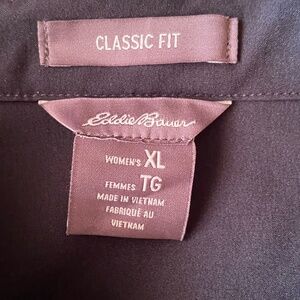 CLASSIC FIT
Eddie Bauer
WOMEN'S XL
FEMMES TG
MADE IN VIETNAM
FABRIQUÉ AU
VIETNAM